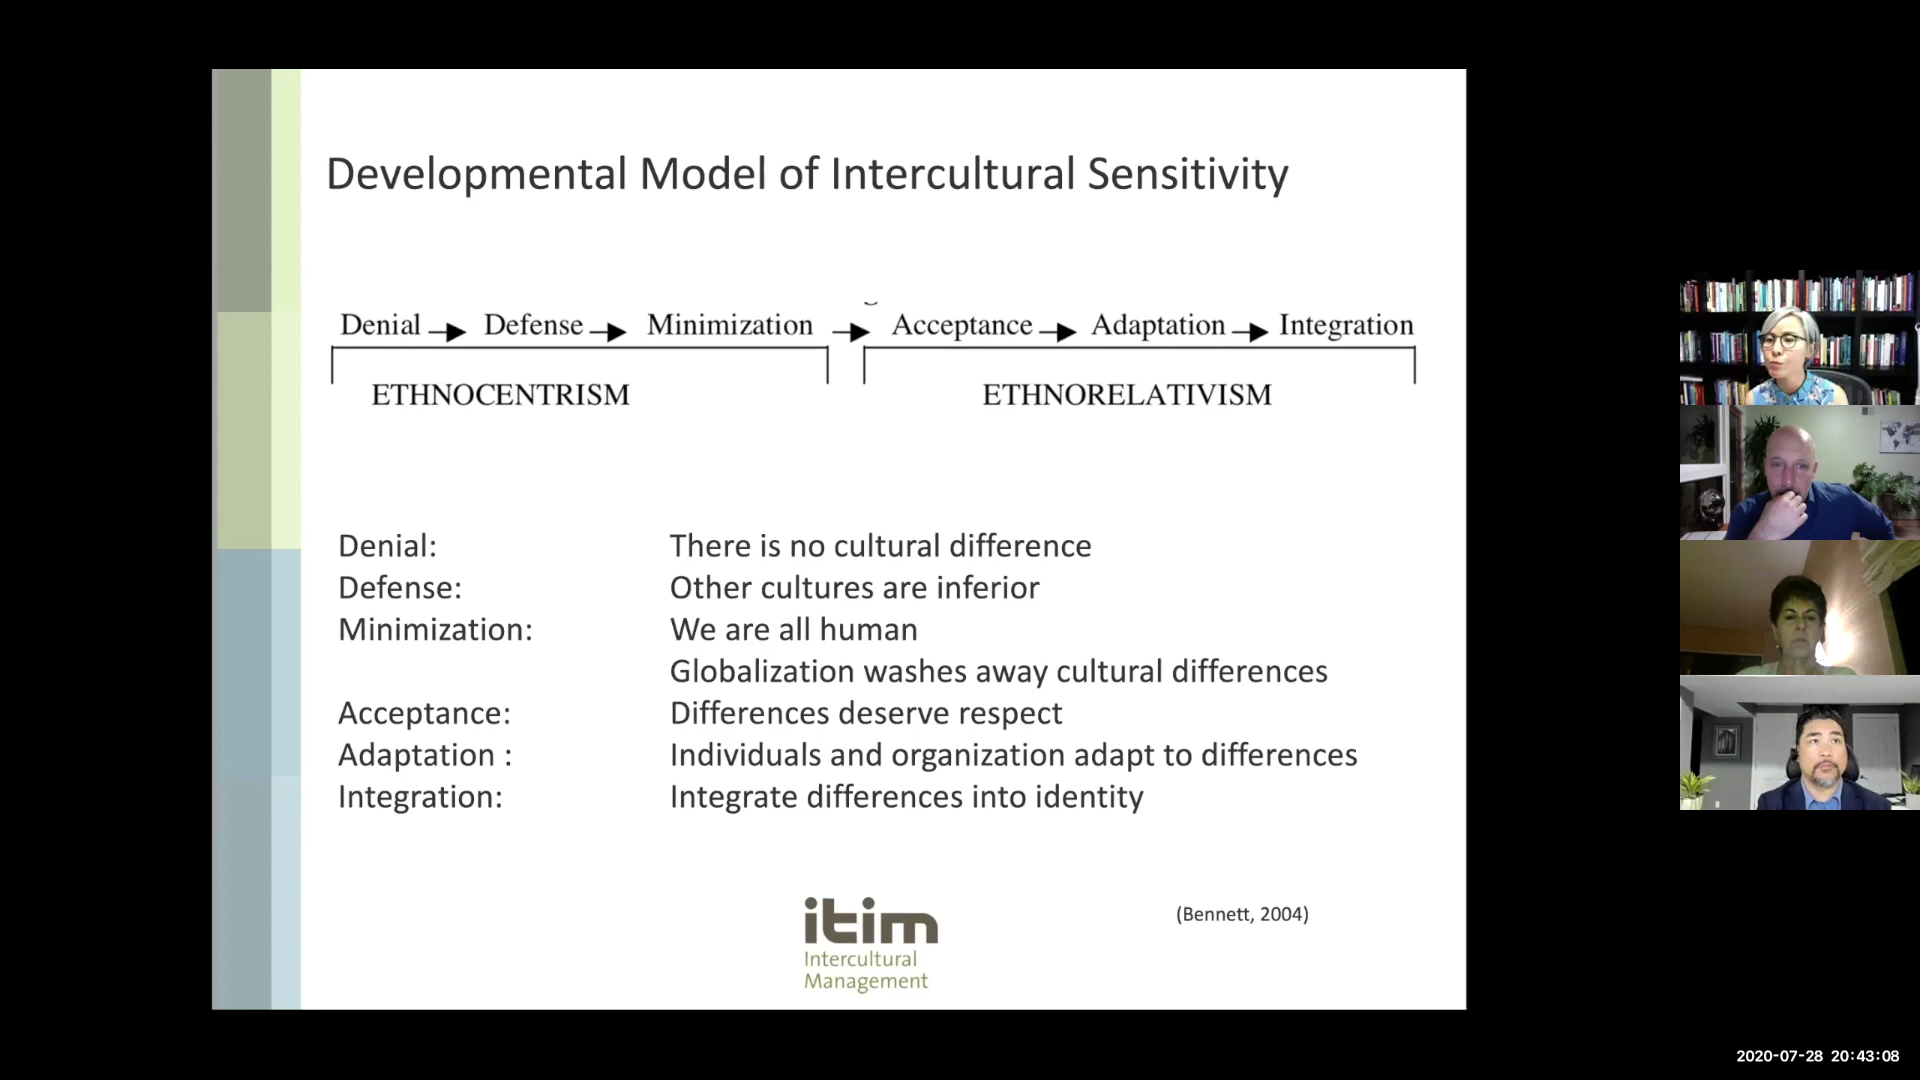 Developmental Model of Intercultural Sensitivity
Denial Defense Minimization Acceptance Adaptation Integration
ETHNOCENTRISM ETHNORELATIVISM
Denial: There is no cultural difference
Defense: Other cultures are inferior
Minimization: We are all human
Globalization washes away cultural differences
Acceptance: Differences deserve respect
Adaptation : Individuals and organization adapt to differences
Integration: Integrate differences into identity
(Bennett, 2004)
itim
Intercultural
Management
2020-07-28 20:43:08